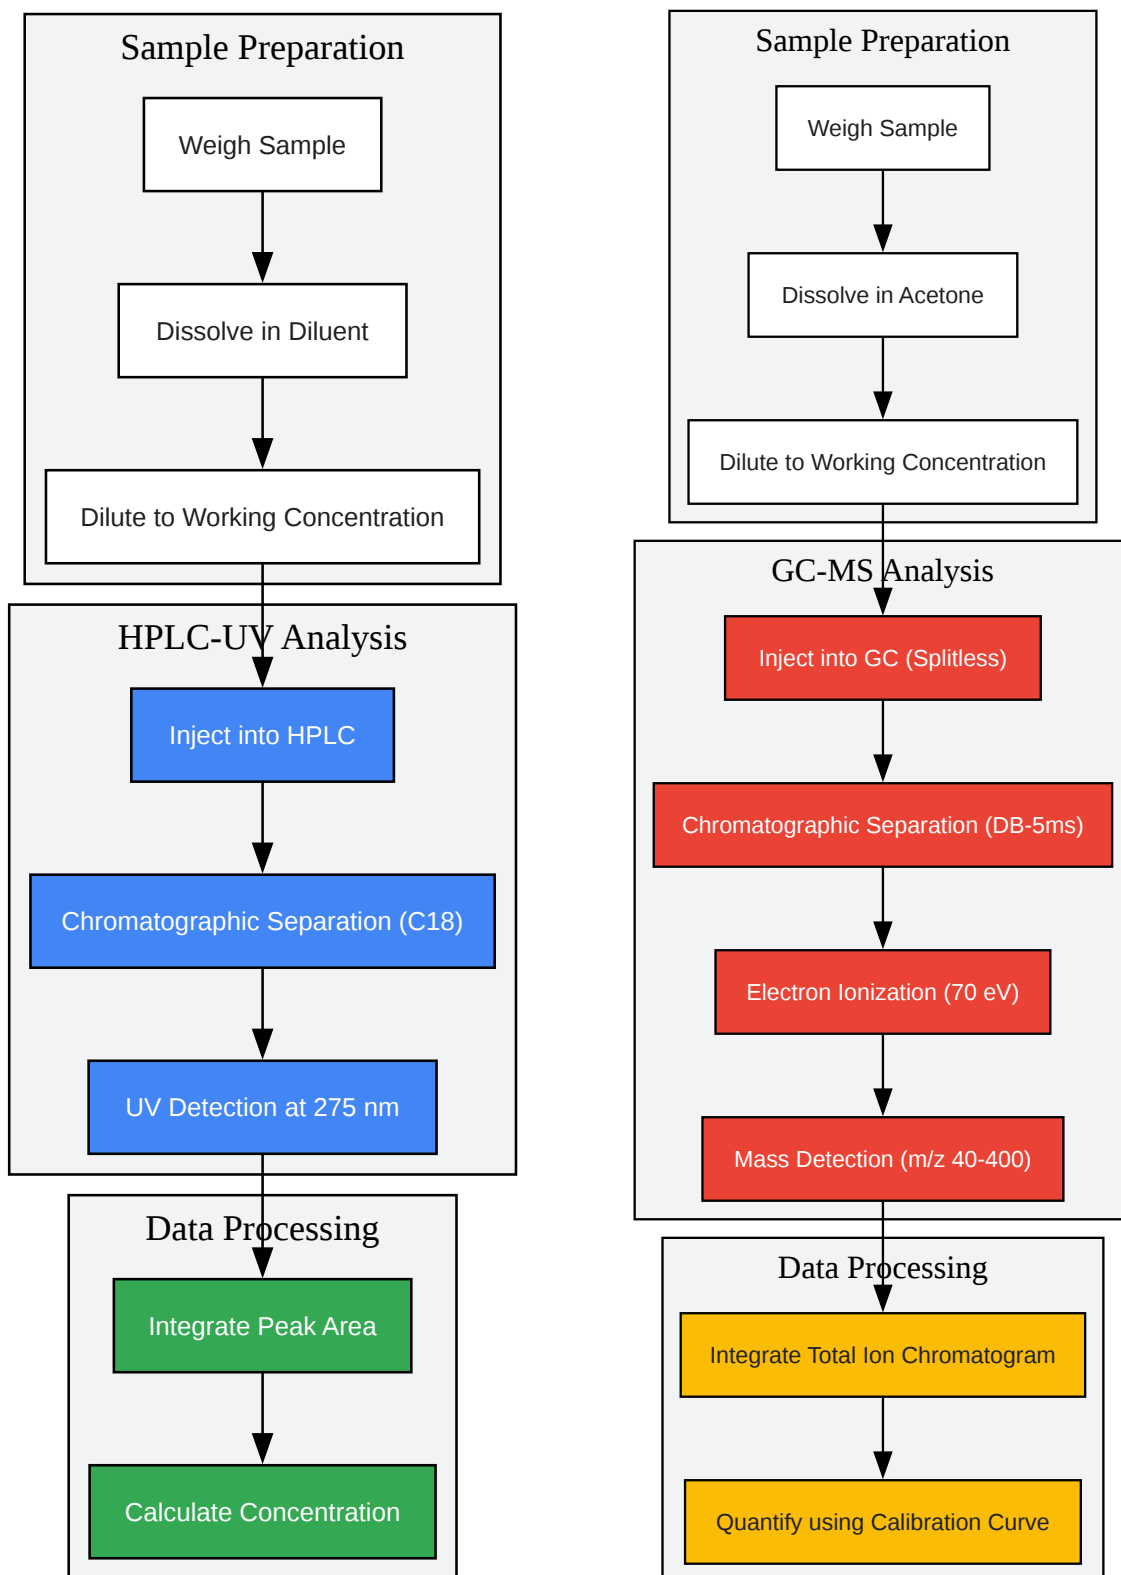 Sample Preparation
Weigh Sample
Dissolve in Diluent
Dilute to Working Concentration
HPLC-UV Analysis
Inject into HPLC
Chromatographic Separation (C18)
UV Detection at 275 nm
Data Processing
Integrate Peak Area
Calculate Concentration
Sample Preparation
Weigh Sample
Dissolve in Acetone
Dilute to Working Concentration
GC-MS Analysis
Inject into GC (Splitless)
Chromatographic Separation (DB-5ms)
Electron Ionization (70 eV)
Mass Detection (m/z 40-400)
Data Processing
Integrate Total Ion Chromatogram
Quantify using Calibration Curve